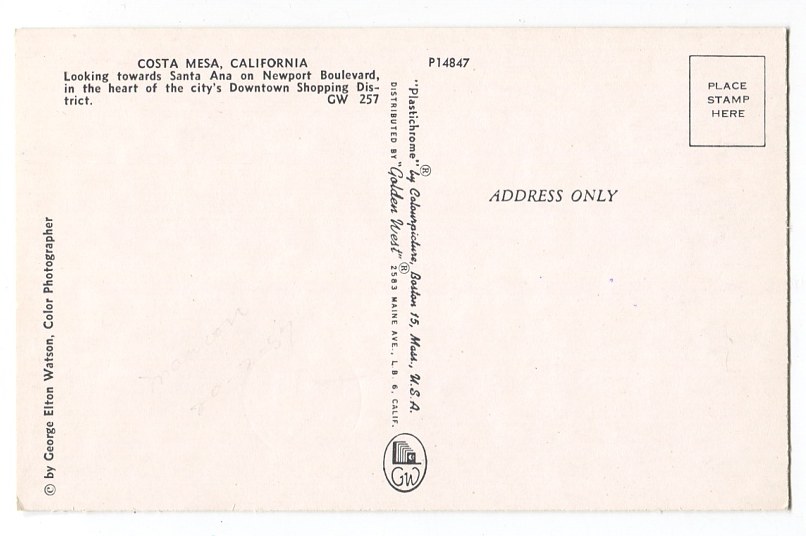 COSTA MESA, CALIFORNIA
Looking towards Santa Ana on Newport Boulevard,
in the heart of the city's Downtown Shopping Dis-
trict. GW 257
© by George Elton Watson, Color Photographer
P14847
"Plastichrome"® by Colourpicture, Boston 15, Mass., U.S.A.
DISTRIBUTED BY "Golden West"® 2583 MAINE AVE., L.B. 6, CALIF.
GW
PLACE
STAMP
HERE
ADDRESS ONLY